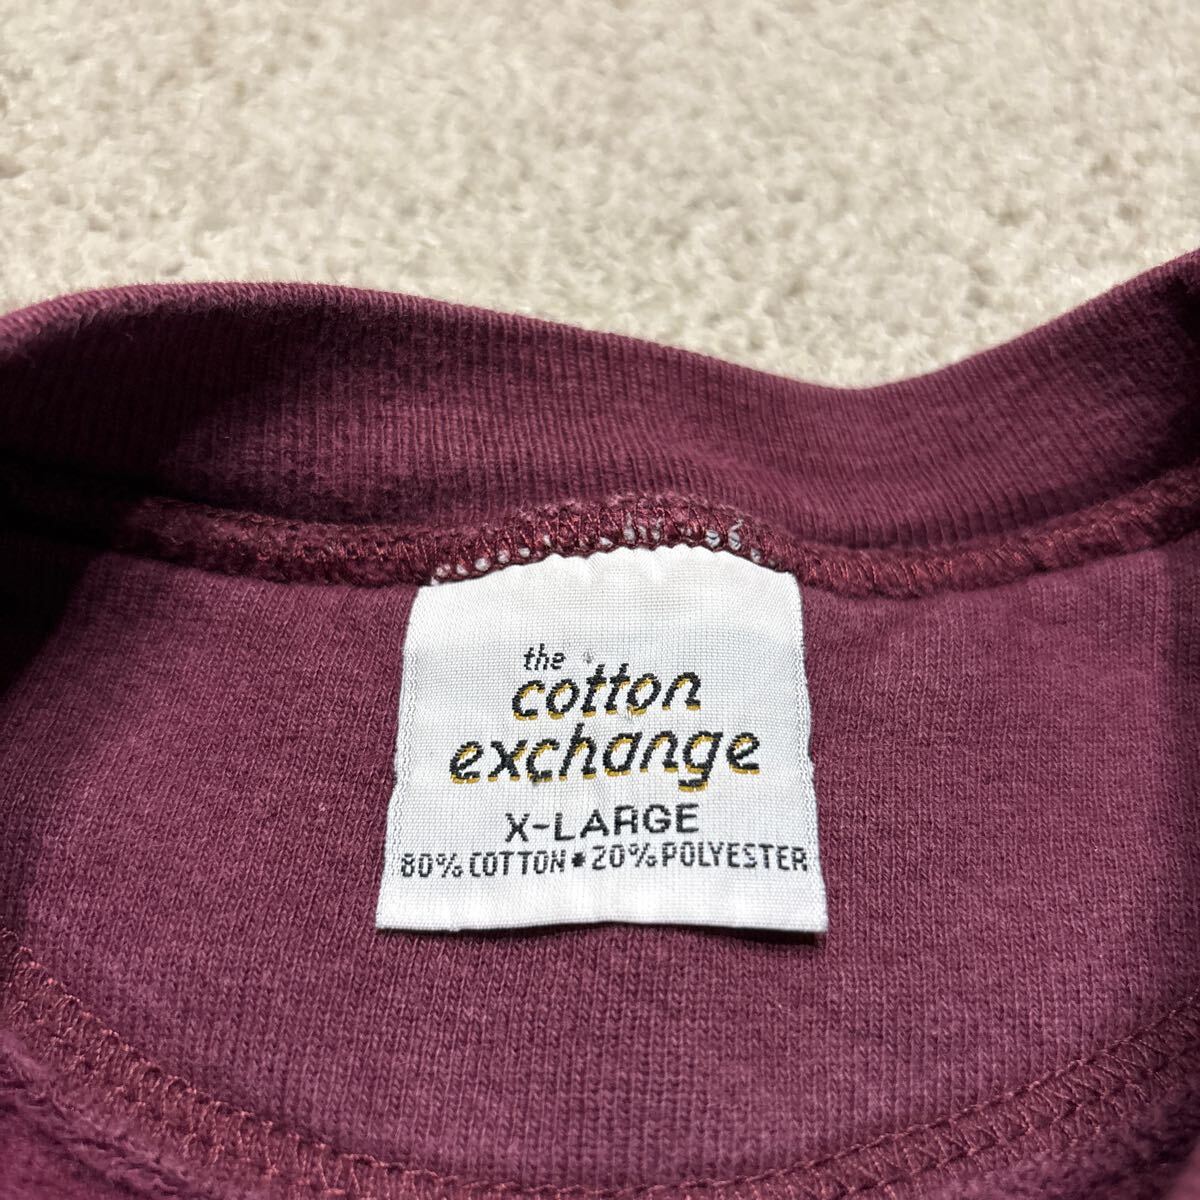 the
cotton
exchange
X-LARGE
80% COTTON * 20% POLYESTER